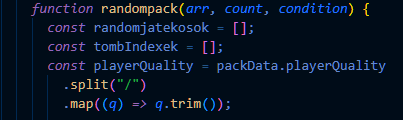 function randompack(arr, count, condition) {
const randomjatekosok = [];
const tombIndexek = [];
const playerQuality = packData.playerQuality
.split("/")
.map((q) => q.trim());